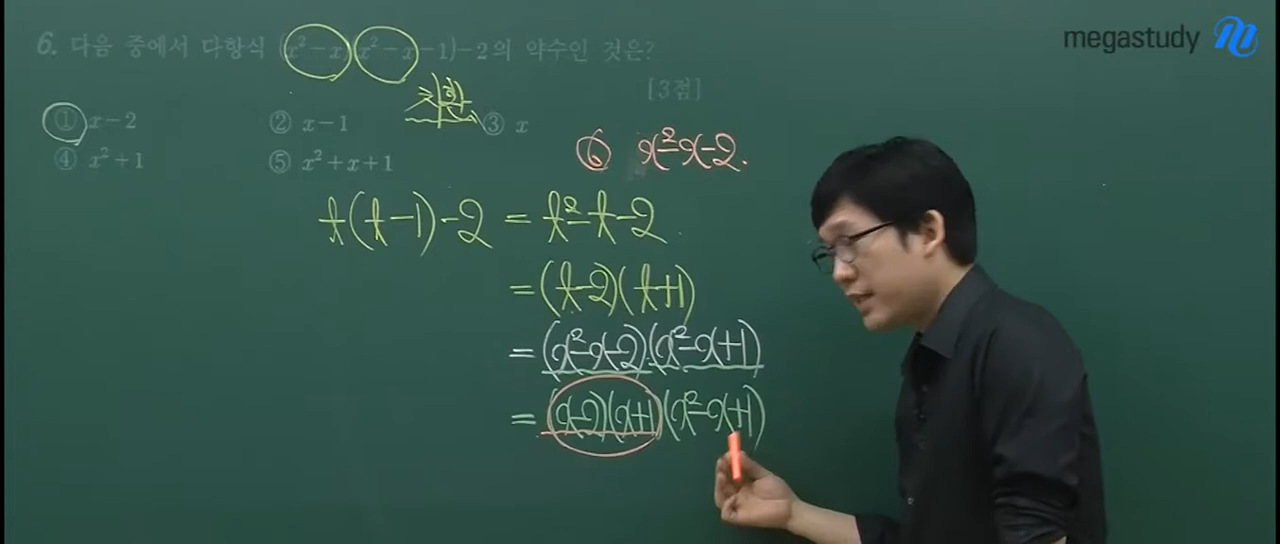 megastudy
6. 다음 중에서 다항식 (x²-x)(x²-x-1)-2의 약수인 것은?
[3점]
① x-2 ② x-1 ③ x
④ x²+1 ⑤ x²+x+1
치환
⑥ x²-x-2.
t(t-1)-2 = t²-t-2.
=(t-2)(t+1)
=(x²-x-2)(x²-x+1)
=(x-2)(x+1)(x²-x+1)